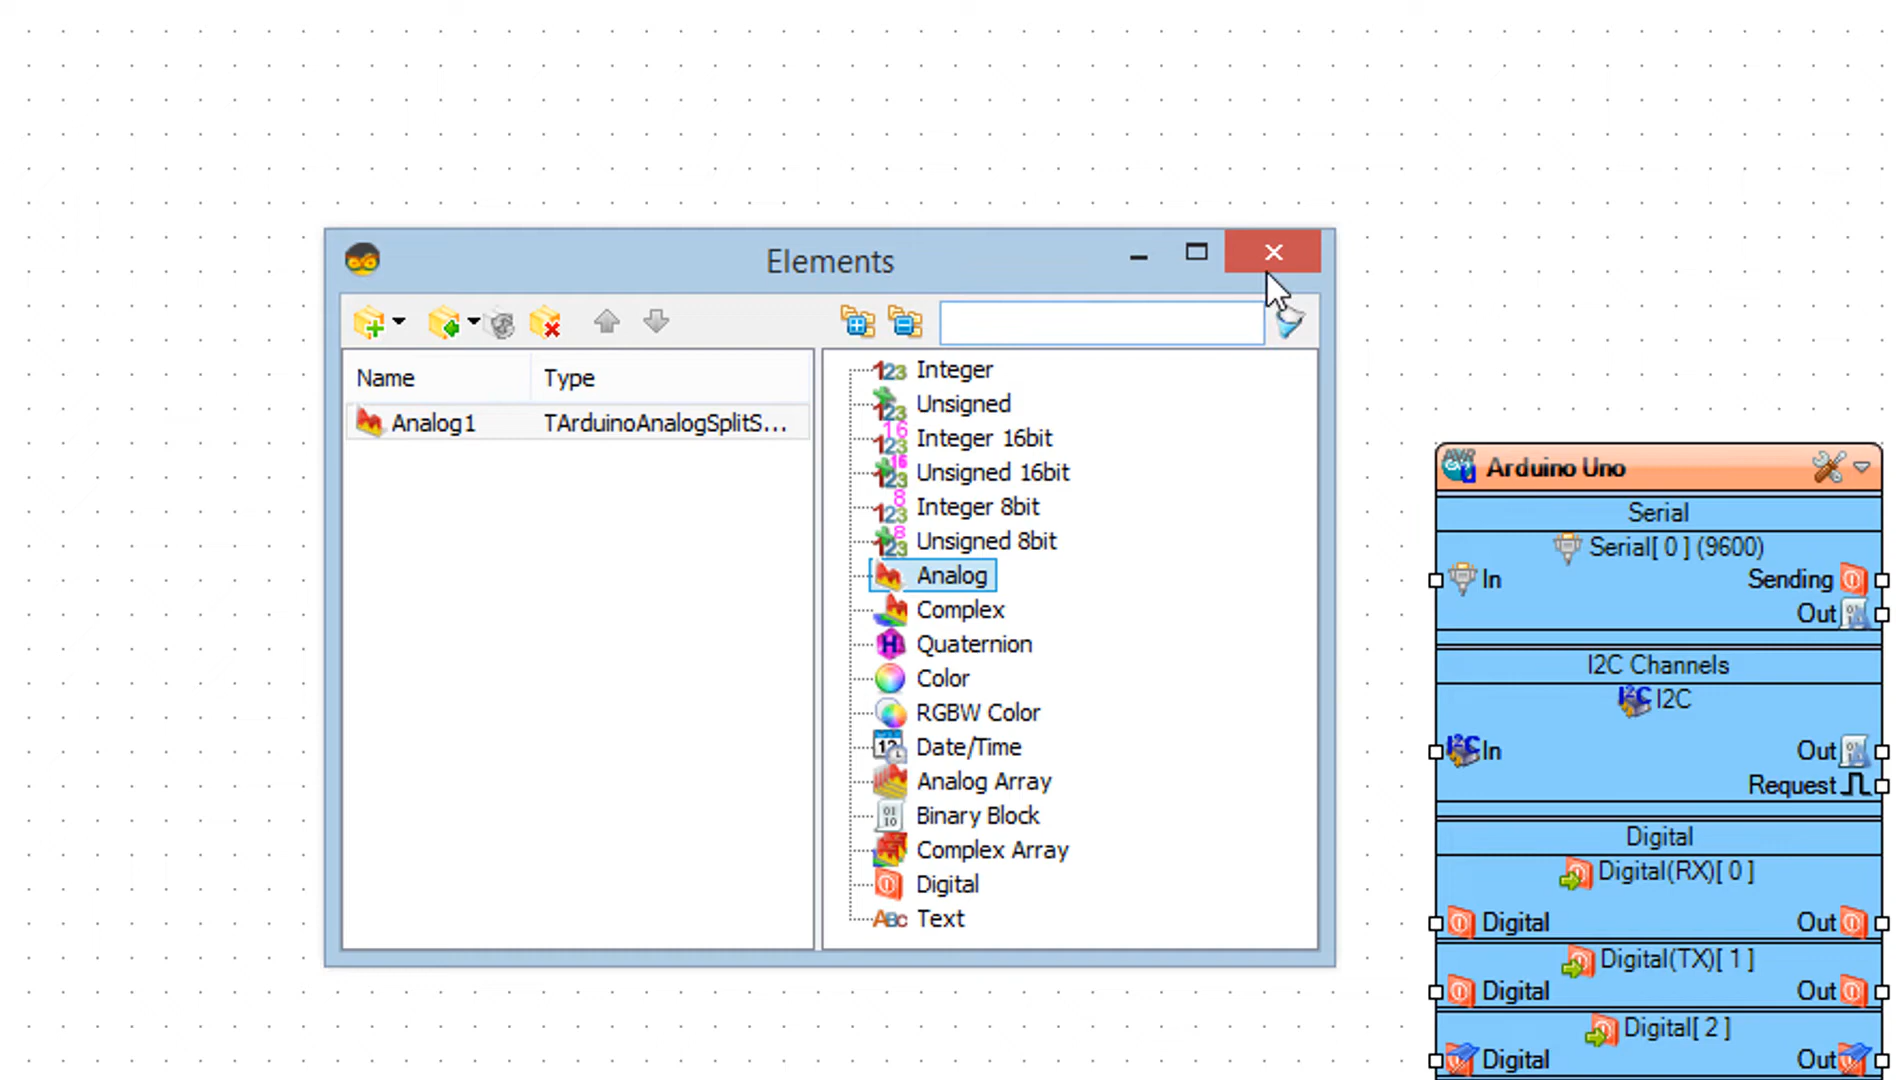 Elements
Name Type
Analog1 TArduinoAnalogSplitS...
Integer
Unsigned
Integer 16bit
Unsigned 16bit
Integer 8bit
Unsigned 8bit
Analog
Complex
Quaternion
Color
RGBW Color
Date/Time
Analog Array
Binary Block
Complex Array
Digital
Text
Arduino Uno
Serial
Serial[ 0 ] (9600)
In Sending
Out
I2C Channels
I2C
In Out
Request
Digital
Digital(RX)[ 0 ]
Digital Out
Digital(TX)[ 1 ]
Digital Out
Digital[ 2 ]
Digital Out